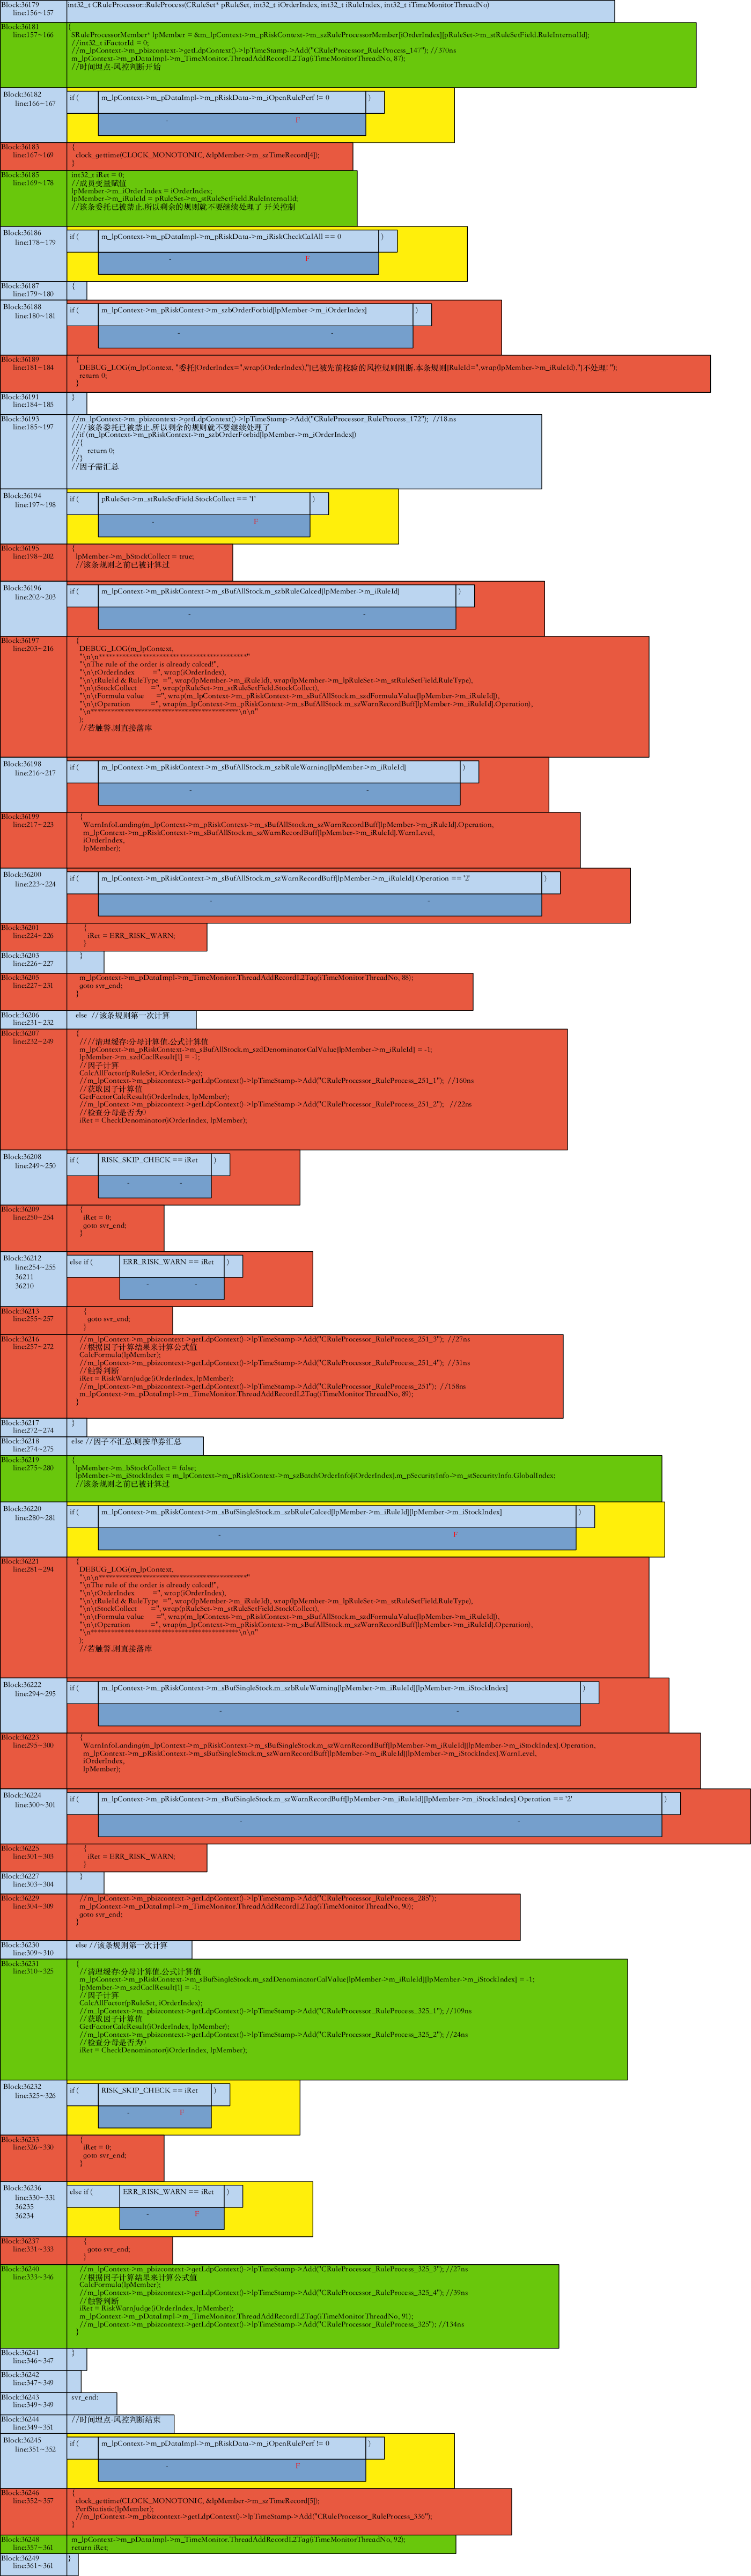 Block:36179
line:156~157
int32_t CRuleProcessor::RuleProcess(CRuleSet* pRuleSet, int32_t iOrderIndex, int32_t iRuleIndex, int32_t iTimeMonitorThreadNo)
Block:36181
line:157~166
{
SRuleProcessorMember* lpMember = &m_lpContext->m_pRiskContext->m_szRuleProcessorMember[iOrderIndex][pRuleSet->m_stRuleSetField.RuleInternalId];
//int32_t iFactorId = 0;
//m_lpContext->m_pbizcontext->getLdpContext()->lpTimeStamp->Add("CRuleProcessor_RuleProcess_147"); //370ns
m_lpContext->m_pDataImpl->m_TimeMonitor.ThreadAddRecordL2Tag(iTimeMonitorThreadNo, 87);
//时间埋点-风控判断开始
Block:36182
line:166~167
if (
m_lpContext->m_pDataImpl->m_pRiskData->m_iOpenRulePerf != 0
)
- F
Block:36183
line:167~169
{
clock_gettime(CLOCK_MONOTONIC, &lpMember->m_szTimeRecord[4]);
}
Block:36185
line:169~178
int32_t iRet = 0;
//成员变量赋值
lpMember->m_iOrderIndex = iOrderIndex;
lpMember->m_iRuleId = pRuleSet->m_stRuleSetField.RuleInternalId;
//该条委托已被禁止,所以剩余的规则就不要继续处理了 开关控制
Block:36186
line:178~179
if (
m_lpContext->m_pDataImpl->m_pRiskData->m_iRiskCheckCalAll == 0
)
- F
Block:36187
line:179~180
{
Block:36188
line:180~181
if (
m_lpContext->m_pRiskContext->m_szbOrderForbid[lpMember->m_iOrderIndex]
)
- -
Block:36189
line:181~184
{
DEBUG_LOG(m_lpContext, "委托[OrderIndex=",wrap(iOrderIndex),"]已被先前校验的风控规则阻断,本条规则[RuleId=",wrap(lpMember->m_iRuleId),"]不处理! ");
return 0;
}
Block:36191
line:184~185
}
Block:36193
line:185~197
//m_lpContext->m_pbizcontext->getLdpContext()->lpTimeStamp->Add("CRuleProcessor_RuleProcess_172"); //18.ns
////该条委托已被禁止,所以剩余的规则就不要继续处理了
//if (m_lpContext->m_pRiskContext->m_szbOrderForbid[lpMember->m_iOrderIndex])
//{
// return 0;
//}
//因子需汇总
Block:36194
line:197~198
if (
pRuleSet->m_stRuleSetField.StockCollect == '1'
)
- F
Block:36195
line:198~202
{
lpMember->m_bStockCollect = true;
//该条规则之前已被计算过
Block:36196
line:202~203
if (
m_lpContext->m_pRiskContext->m_sBufAllStock.m_szbRuleCalced[lpMember->m_iRuleId]
)
- -
Block:36197
line:203~216
{
DEBUG_LOG(m_lpContext,
"\n\n********************************************"
"\nThe rule of the order is already calced!",
"\n\tOrderIndex =", wrap(iOrderIndex),
"\n\tRuleId & RuleType =", wrap(lpMember->m_iRuleId), wrap(lpMember->m_lpRuleSet->m_stRuleSetField.RuleType),
"\n\tStockCollect =", wrap(pRuleSet->m_stRuleSetField.StockCollect),
"\n\tFormula value =", wrap(m_lpContext->m_pRiskContext->m_sBufAllStock.m_szdFormulaValue[lpMember->m_iRuleId]),
"\n\tOperation =", wrap(m_lpContext->m_pRiskContext->m_sBufAllStock.m_szWarnRecordBuff[lpMember->m_iRuleId].Operation),
"\n********************************************\n\n"
);
//若触警,则直接落库
Block:36198
line:216~217
if (
m_lpContext->m_pRiskContext->m_sBufAllStock.m_szbRuleWarning[lpMember->m_iRuleId]
)
- -
Block:36199
line:217~223
{
WarnInfoLanding(m_lpContext->m_pRiskContext->m_sBufAllStock.m_szWarnRecordBuff[lpMember->m_iRuleId].Operation,
m_lpContext->m_pRiskContext->m_sBufAllStock.m_szWarnRecordBuff[lpMember->m_iRuleId].WarnLevel,
iOrderIndex,
lpMember);
Block:36200
line:223~224
if (
m_lpContext->m_pRiskContext->m_sBufAllStock.m_szWarnRecordBuff[lpMember->m_iRuleId].Operation == '2'
)
- -
Block:36201
line:224~226
{
iRet = ERR_RISK_WARN;
}
Block:36203
line:226~227
}
Block:36205
line:227~231
m_lpContext->m_pDataImpl->m_TimeMonitor.ThreadAddRecordL2Tag(iTimeMonitorThreadNo, 88);
goto svr_end;
}
Block:36206
line:231~232
else //该条规则第一次计算
Block:36207
line:232~249
{
////清理缓存:分母计算值,公式计算值
m_lpContext->m_pRiskContext->m_sBufAllStock.m_szdDenominatorCalValue[lpMember->m_iRuleId] = -1;
lpMember->m_szdCaclResult[1] = -1;
//因子计算
CalcAllFactor(pRuleSet, iOrderIndex);
//m_lpContext->m_pbizcontext->getLdpContext()->lpTimeStamp->Add("CRuleProcessor_RuleProcess_251_1"); //160ns
//获取因子计算值
GetFactorCalcResult(iOrderIndex, lpMember);
//m_lpContext->m_pbizcontext->getLdpContext()->lpTimeStamp->Add("CRuleProcessor_RuleProcess_251_2"); //22ns
//检查分母是否为0
iRet = CheckDenominator(iOrderIndex, lpMember);
Block:36208
line:249~250
if (
RISK_SKIP_CHECK == iRet
)
- -
Block:36209
line:250~254
{
iRet = 0;
goto svr_end;
}
Block:36212
line:254~255
36211
36210
else if (
ERR_RISK_WARN == iRet
)
- -
Block:36213
line:255~257
{
goto svr_end;
}
Block:36216
line:257~272
//m_lpContext->m_pbizcontext->getLdpContext()->lpTimeStamp->Add("CRuleProcessor_RuleProcess_251_3"); //27ns
//根据因子计算结果来计算公式值
CalcFormula(lpMember);
//m_lpContext->m_pbizcontext->getLdpContext()->lpTimeStamp->Add("CRuleProcessor_RuleProcess_251_4"); //31ns
//触警判断
iRet = RiskWarnJudge(iOrderIndex, lpMember);
//m_lpContext->m_pbizcontext->getLdpContext()->lpTimeStamp->Add("CRuleProcessor_RuleProcess_251"); //158ns
m_lpContext->m_pDataImpl->m_TimeMonitor.ThreadAddRecordL2Tag(iTimeMonitorThreadNo, 89);
}
Block:36217
line:272~274
}
Block:36218
line:274~275
else //因子不汇总,则按单券汇总
Block:36219
line:275~280
{
lpMember->m_bStockCollect = false;
lpMember->m_iStockIndex = m_lpContext->m_pRiskContext->m_szBatchOrderInfo[iOrderIndex].m_pSecurityInfo->m_stSecurityInfo.GlobalIndex;
//该条规则之前已被计算过
Block:36220
line:280~281
if (
m_lpContext->m_pRiskContext->m_sBufSingleStock.m_szbRuleCalced[lpMember->m_iRuleId][lpMember->m_iStockIndex]
)
- F
Block:36221
line:281~294
{
DEBUG_LOG(m_lpContext,
"\n\n********************************************"
"\nThe rule of the order is already calced!",
"\n\tOrderIndex =", wrap(iOrderIndex),
"\n\tRuleId & RuleType =", wrap(lpMember->m_iRuleId), wrap(lpMember->m_lpRuleSet->m_stRuleSetField.RuleType),
"\n\tStockCollect =", wrap(pRuleSet->m_stRuleSetField.StockCollect),
"\n\tFormula value =", wrap(m_lpContext->m_pRiskContext->m_sBufAllStock.m_szdFormulaValue[lpMember->m_iRuleId]),
"\n\tOperation =", wrap(m_lpContext->m_pRiskContext->m_sBufAllStock.m_szWarnRecordBuff[lpMember->m_iRuleId].Operation),
"\n********************************************\n\n"
);
//若触警,则直接落库
Block:36222
line:294~295
if (
m_lpContext->m_pRiskContext->m_sBufSingleStock.m_szbRuleWarning[lpMember->m_iRuleId][lpMember->m_iStockIndex]
)
- -
Block:36223
line:295~300
{
WarnInfoLanding(m_lpContext->m_pRiskContext->m_sBufSingleStock.m_szWarnRecordBuff[lpMember->m_iRuleId][lpMember->m_iStockIndex].Operation,
m_lpContext->m_pRiskContext->m_sBufSingleStock.m_szWarnRecordBuff[lpMember->m_iRuleId][lpMember->m_iStockIndex].WarnLevel,
iOrderIndex,
lpMember);
Block:36224
line:300~301
if (
m_lpContext->m_pRiskContext->m_sBufSingleStock.m_szWarnRecordBuff[lpMember->m_iRuleId][lpMember->m_iStockIndex].Operation == '2'
)
- -
Block:36225
line:301~303
{
iRet = ERR_RISK_WARN;
}
Block:36227
line:303~304
}
Block:36229
line:304~309
//m_lpContext->m_pbizcontext->getLdpContext()->lpTimeStamp->Add("CRuleProcessor_RuleProcess_285");
m_lpContext->m_pDataImpl->m_TimeMonitor.ThreadAddRecordL2Tag(iTimeMonitorThreadNo, 90);
goto svr_end;
}
Block:36230
line:309~310
else //该条规则第一次计算
Block:36231
line:310~325
{
//清理缓存:分母计算值,公式计算值
m_lpContext->m_pRiskContext->m_sBufSingleStock.m_szdDenominatorCalValue[lpMember->m_iRuleId][lpMember->m_iStockIndex] = -1;
lpMember->m_szdCaclResult[1] = -1;
//因子计算
CalcAllFactor(pRuleSet, iOrderIndex);
//m_lpContext->m_pbizcontext->getLdpContext()->lpTimeStamp->Add("CRuleProcessor_RuleProcess_325_1"); //109ns
//获取因子计算值
GetFactorCalcResult(iOrderIndex, lpMember);
//m_lpContext->m_pbizcontext->getLdpContext()->lpTimeStamp->Add("CRuleProcessor_RuleProcess_325_2"); //24ns
//检查分母是否为0
iRet = CheckDenominator(iOrderIndex, lpMember);
Block:36232
line:325~326
if (
RISK_SKIP_CHECK == iRet
)
- F
Block:36233
line:326~330
{
iRet = 0;
goto svr_end;
}
Block:36236
line:330~331
36235
36234
else if (
ERR_RISK_WARN == iRet
)
- F
Block:36237
line:331~333
{
goto svr_end;
}
Block:36240
line:333~346
//m_lpContext->m_pbizcontext->getLdpContext()->lpTimeStamp->Add("CRuleProcessor_RuleProcess_325_3"); //27ns
//根据因子计算结果来计算公式值
CalcFormula(lpMember);
//m_lpContext->m_pbizcontext->getLdpContext()->lpTimeStamp->Add("CRuleProcessor_RuleProcess_325_4"); //39ns
//触警判断
iRet = RiskWarnJudge(iOrderIndex, lpMember);
m_lpContext->m_pDataImpl->m_TimeMonitor.ThreadAddRecordL2Tag(iTimeMonitorThreadNo, 91);
//m_lpContext->m_pbizcontext->getLdpContext()->lpTimeStamp->Add("CRuleProcessor_RuleProcess_325"); //134ns
}
Block:36241
line:346~347
}
Block:36242
line:347~349
Block:36243
line:349~349
svr_end:
Block:36244
line:349~351
//时间埋点-风控判断结束
Block:36245
line:351~352
if (
m_lpContext->m_pDataImpl->m_pRiskData->m_iOpenRulePerf != 0
)
- F
Block:36246
line:352~357
{
clock_gettime(CLOCK_MONOTONIC, &lpMember->m_szTimeRecord[5]);
PerfStatistic(lpMember);
//m_lpContext->m_pbizcontext->getLdpContext()->lpTimeStamp->Add("CRuleProcessor_RuleProcess_336");
}
Block:36248
line:357~361
m_lpContext->m_pDataImpl->m_TimeMonitor.ThreadAddRecordL2Tag(iTimeMonitorThreadNo, 92);
return iRet;
Block:36249
line:361~361
}